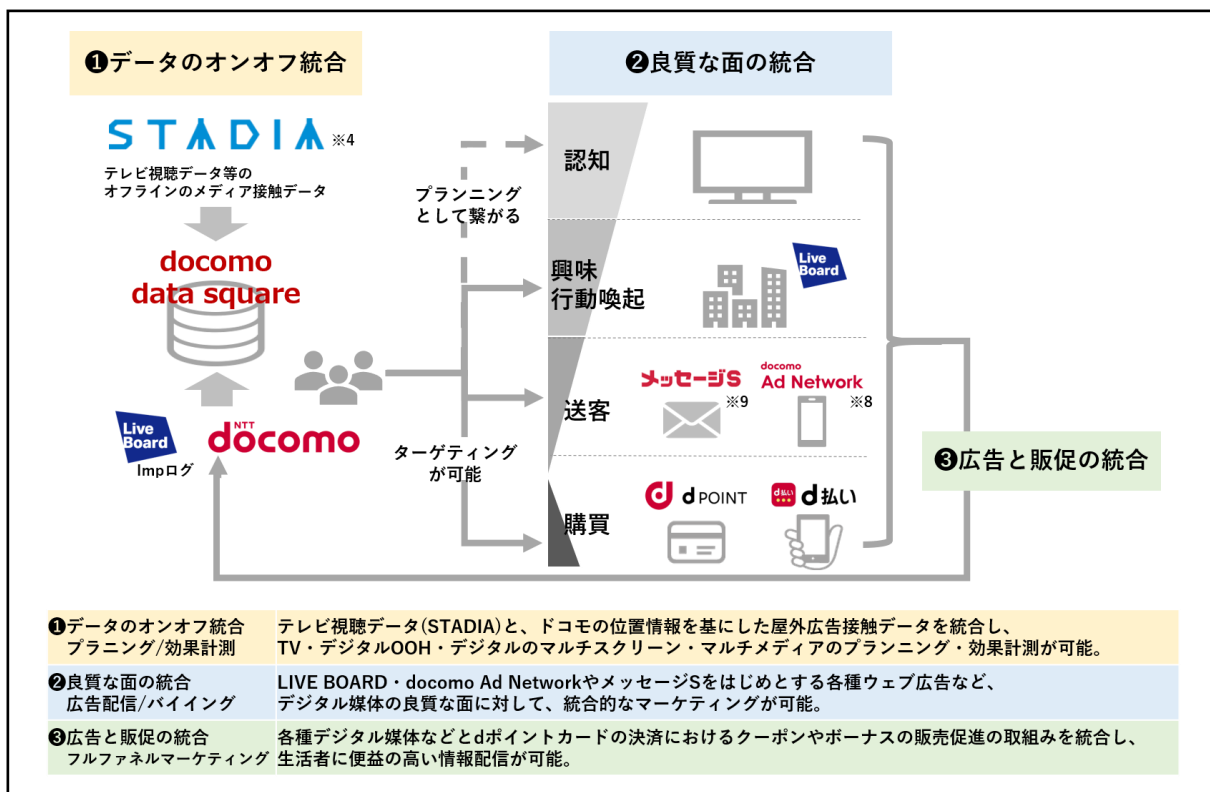 ❶データのオンオフ統合
❷良質な面の統合
STADIA※4
テレビ視聴データ等の
オフラインのメディア接触データ
docomo
data square
Live
Board
Impログ
NTT
docomo
プランニング
として繋がる
ターゲティング
が可能
認知
興味
行動喚起
Live
Board
送客
メッセージS
※9
docomo
Ad Network
※8
購買
d dPOINT
d払い d払い
❸広告と販促の統合
❶データのオンオフ統合
プラニング/効果計測
テレビ視聴データ(STADIA)と、ドコモの位置情報を基にした屋外広告接触データを統合し、
TV・デジタルOOH・デジタルのマルチスクリーン・マルチメディアのプランニング・効果計測が可能。
❷良質な面の統合
広告配信/バイイング
LIVE BOARD・docomo Ad NetworkやメッセージSをはじめとする各種ウェブ広告など、
デジタル媒体の良質な面に対して、統合的なマーケティングが可能。
❸広告と販促の統合
フルファネルマーケティング
各種デジタル媒体などとdポイントカードの決済におけるクーポンやボーナスの販売促進の取組みを統合し、
生活者に便益の高い情報配信が可能。